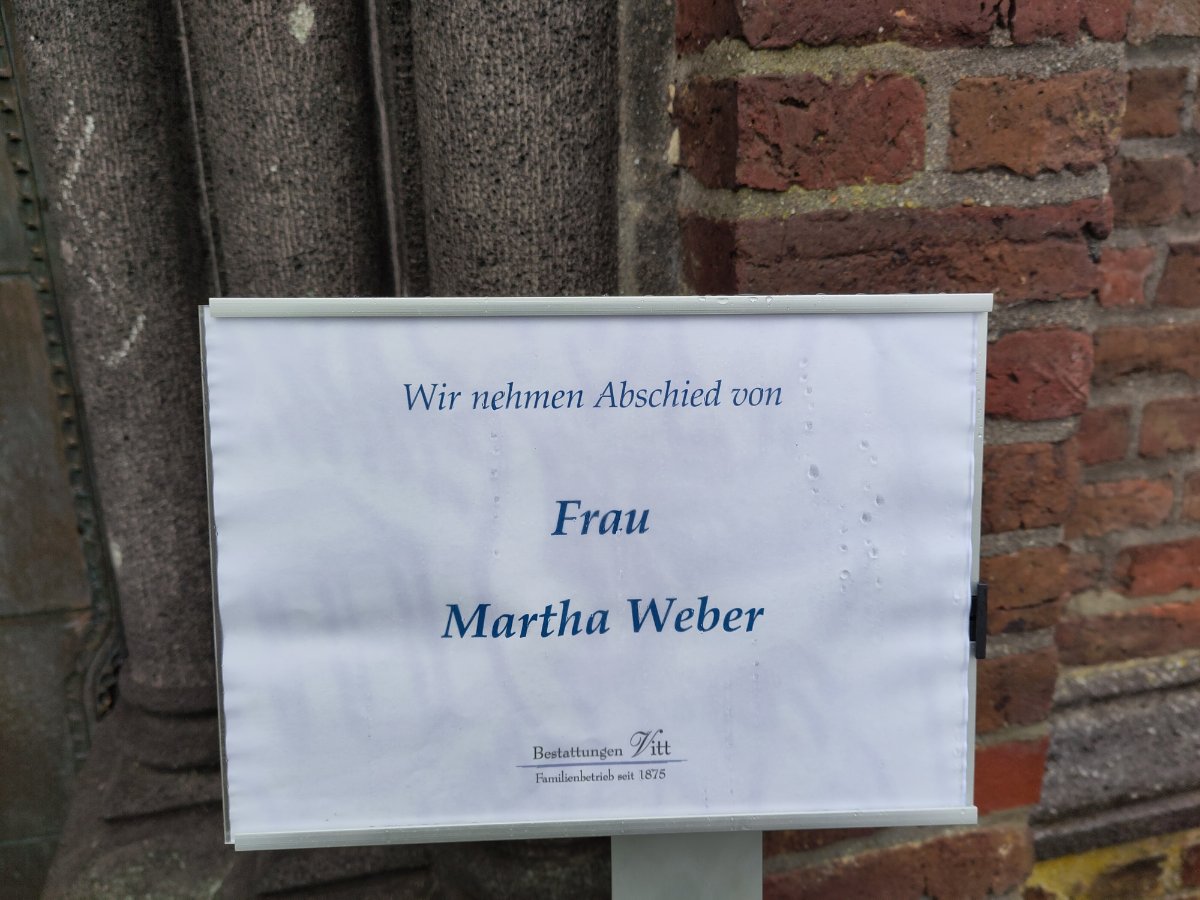 Wir nehmen Abschied von
Frau
Martha Weber
Bestattungen Vitt
Familienbetrieb seit 1875